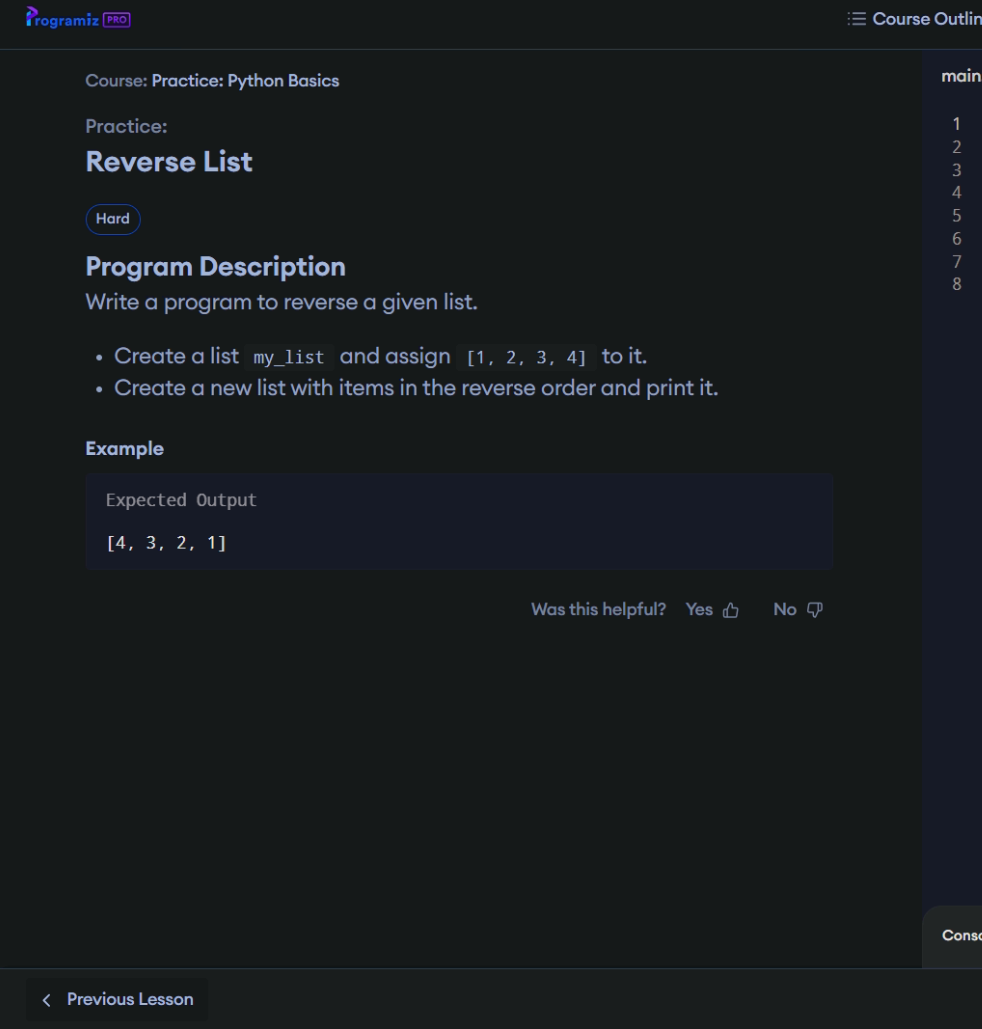 Programiz PRO
Course Outlin
Course: Practice: Python Basics
main
Practice:
Reverse List
Hard
Program Description
Write a program to reverse a given list.
• Create a list my_list and assign [1, 2, 3, 4] to it.
• Create a new list with items in the reverse order and print it.
Example
Expected Output
[4, 3, 2, 1]
Was this helpful? Yes No
1
2
3
4
5
6
7
8
Conso
Previous Lesson